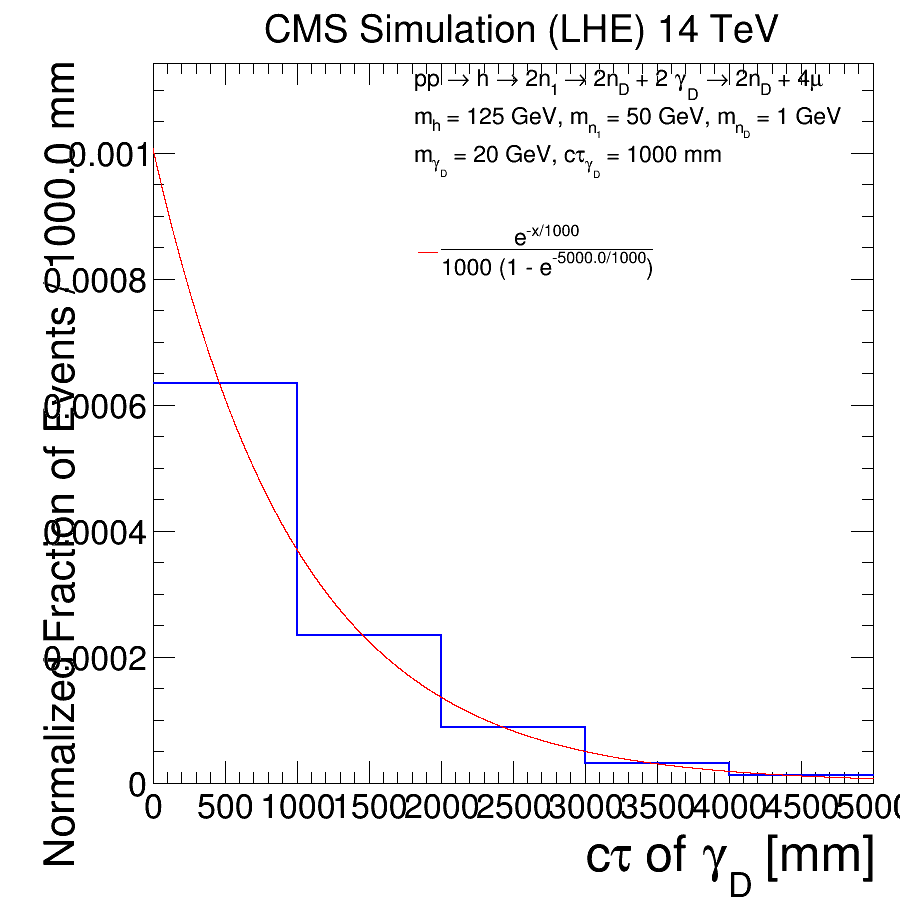 CMS Simulation (LHE) 14 TeV
pp → h → 2n1 → 2nD + 2 γD → 2nD + 4μ
mh = 125 GeV, mn1 = 50 GeV, mnD = 1 GeV
mγD = 20 GeV, cτγD = 1000 mm
e-x/1000
1000 (1 - e-5000.0/1000)
Normalized Fraction of Events / 1000.0 mm
0.001
0.0008
0.0006
0.0004
0.0002
0
0 500 1000 1500 2000 2500 3000 3500 4000 4500 5000
cτ of γD [mm]